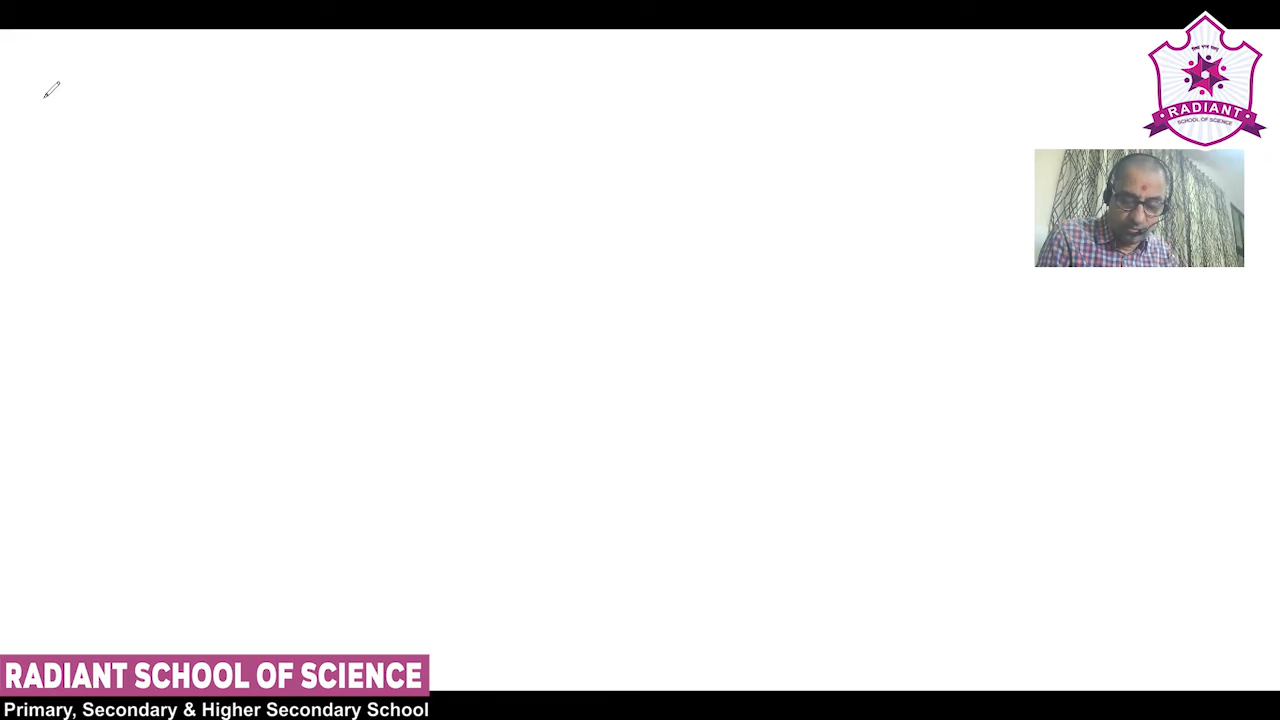 RADIANT
SCHOOL OF SCIENCE
RADIANT SCHOOL OF SCIENCE
Primary, Secondary & Higher Secondary School